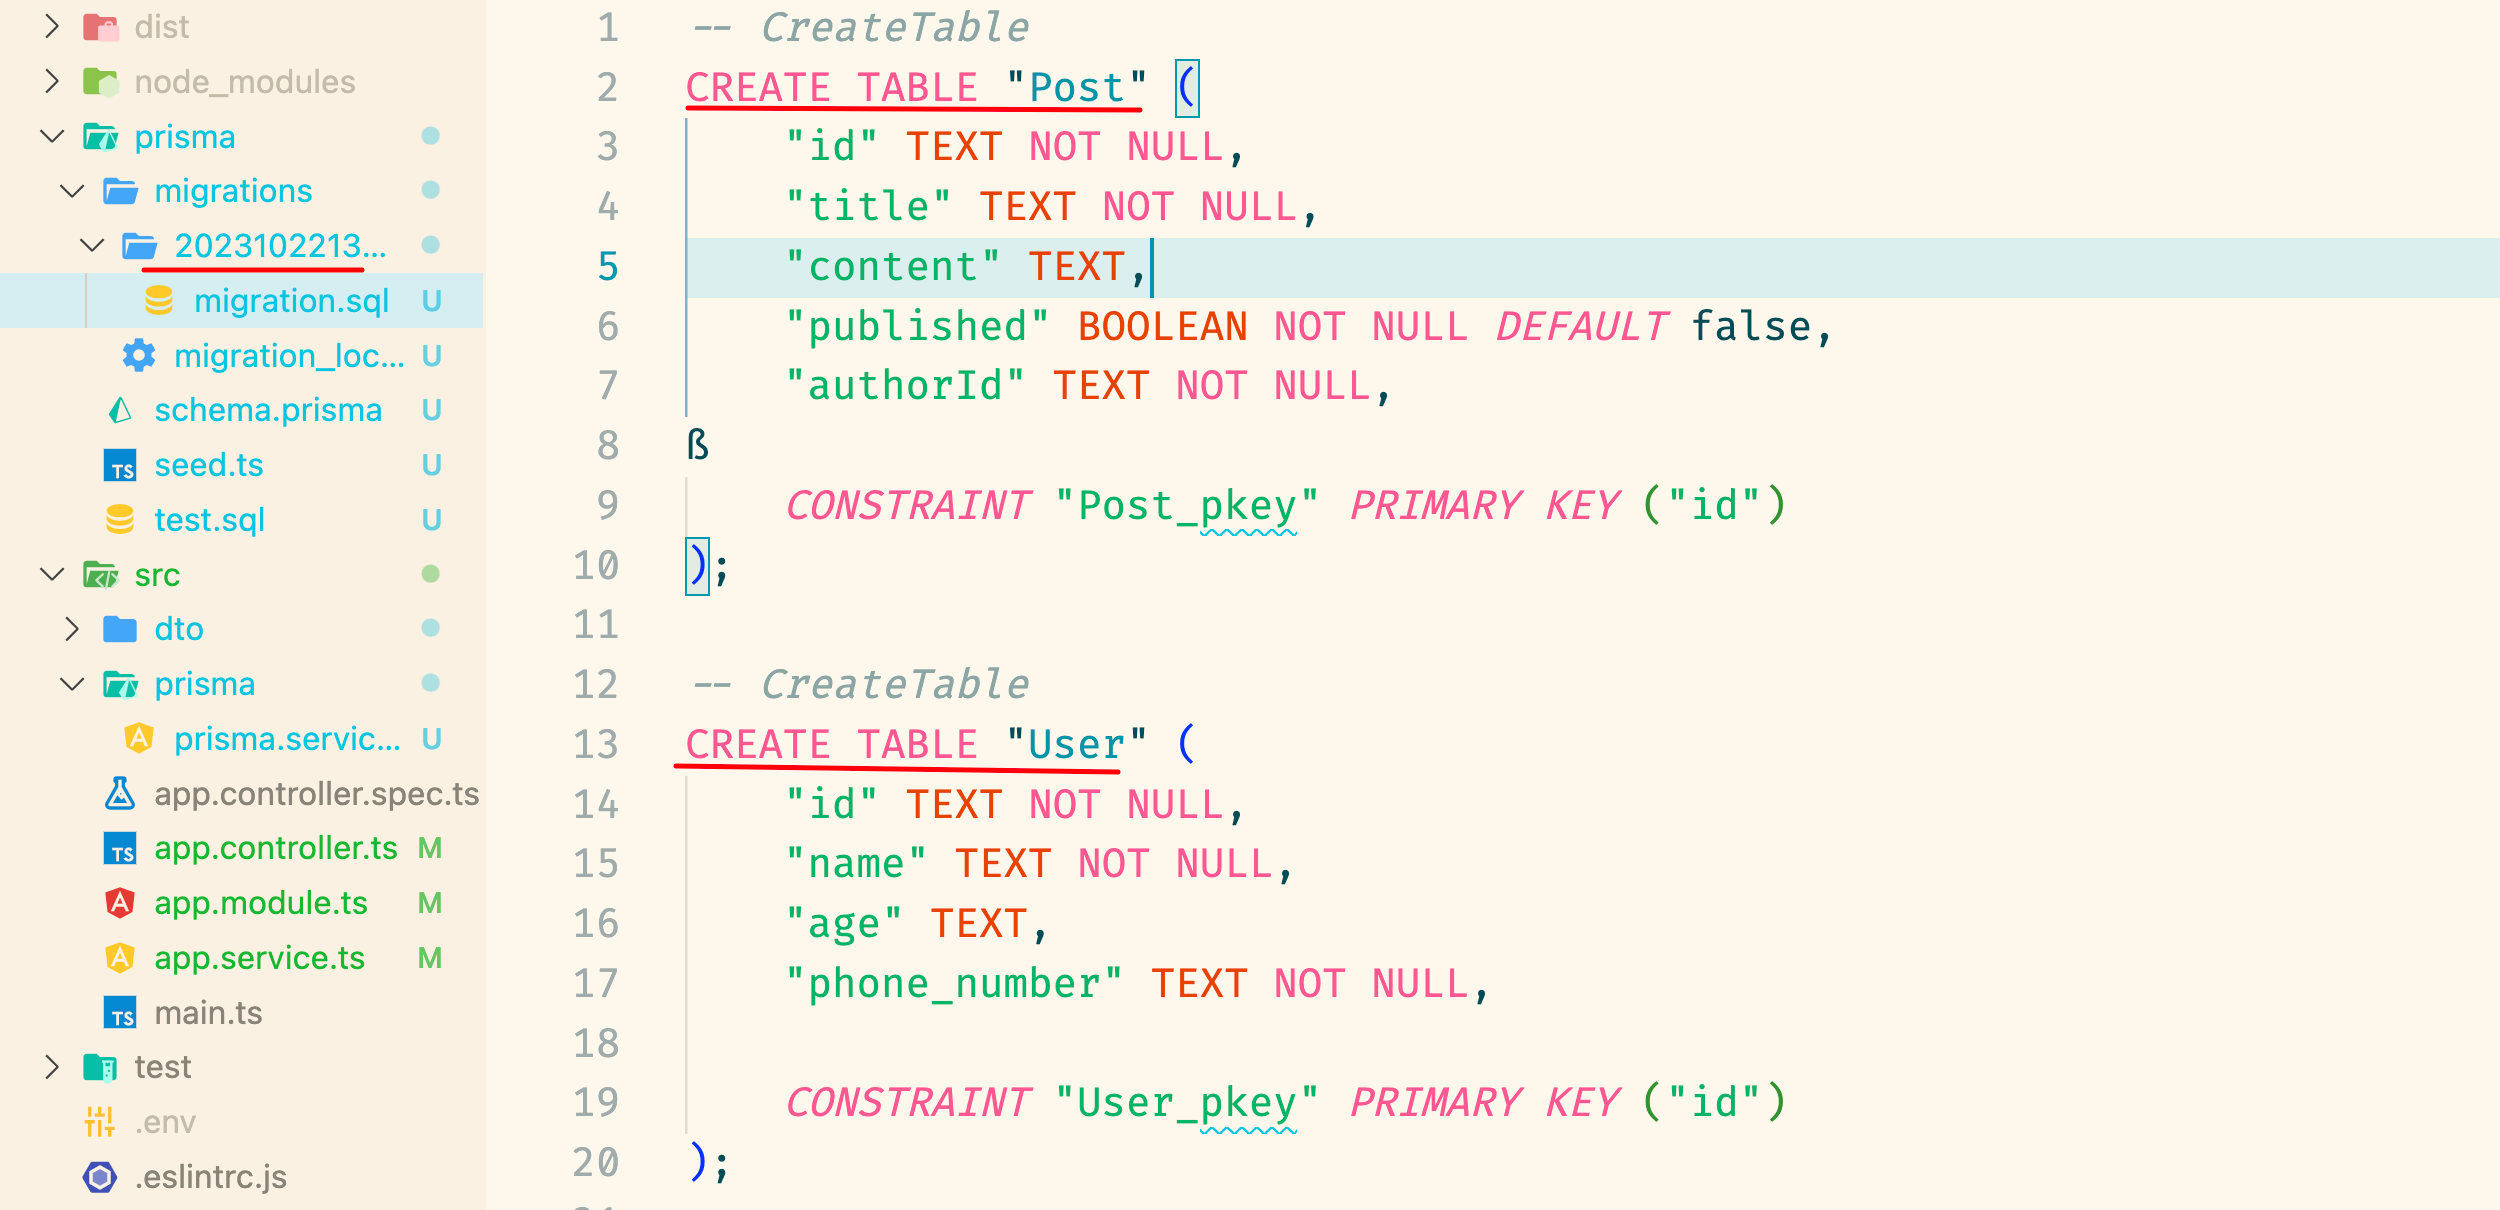 dist
node_modules
prisma
migrations
2023102213...
migration.sql U
migration_loc... U
schema.prisma U
seed.ts U
test.sql U
src
dto
prisma
prisma.servic... U
app.controller.spec.ts
app.controller.ts M
app.module.ts M
app.service.ts M
main.ts
test
.env
.eslintrc.js
1 -- CreateTable
2 CREATE TABLE "Post" (
3 "id" TEXT NOT NULL,
4 "title" TEXT NOT NULL,
5 "content" TEXT,
6 "published" BOOLEAN NOT NULL DEFAULT false,
7 "authorId" TEXT NOT NULL,
8 ß
9 CONSTRAINT "Post_pkey" PRIMARY KEY ("id")
10 );
11
12 -- CreateTable
13 CREATE TABLE "User" (
14 "id" TEXT NOT NULL,
15 "name" TEXT NOT NULL,
16 "age" TEXT,
17 "phone_number" TEXT NOT NULL,
18
19 CONSTRAINT "User_pkey" PRIMARY KEY ("id")
20 );